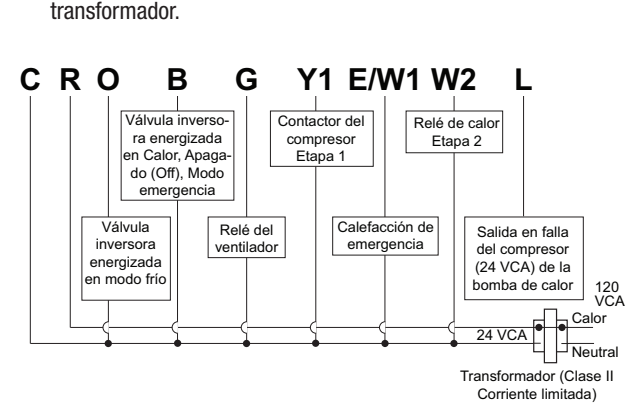 transformador.
C R O B G Y1 E/W1 W2 L
Válvula inverso-
ra energizada
en Calor, Apaga-
do (Off), Modo
emergencia
Contactor del
compresor
Etapa 1
Relé de calor
Etapa 2
Válvula
inversora
energizada
en modo frío
Relé del
ventilador
Calefacción de
emergencia
Salida en falla
del compresor
(24 VCA) de la
bomba de calor
120
VCA
Calor
24 VCA
Neutral
Transformador (Clase II
Corriente limitada)